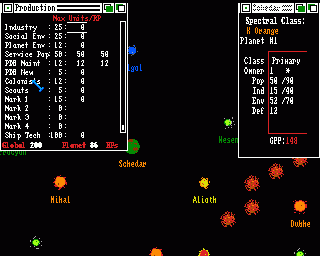 Production
Max Units/RP
Industry :25: 0
Social Env :25: 0
Planet Env :12: 0
Service Pop: 50: 50 50
PDB Maint : 12: 12 12
PDB New : 5: 0
Colonists : 12: 0
Scouts : 5: 0
Mark 1 :15: 0
Mark 2 : 0:
Mark 3 : 0:
Mark 4 : 0:
Ship Tech :100: 0
Global 200 Planet 86 RPs
Schedar
Spectral Class:
K Orange
Planet N1
Class Primary
Owner 1 *
Pop 50 /90
Ind 15 /90
Env 52 /70
Def 12
GPP:148
Schedar
Mihal
Alioth
Dubhe